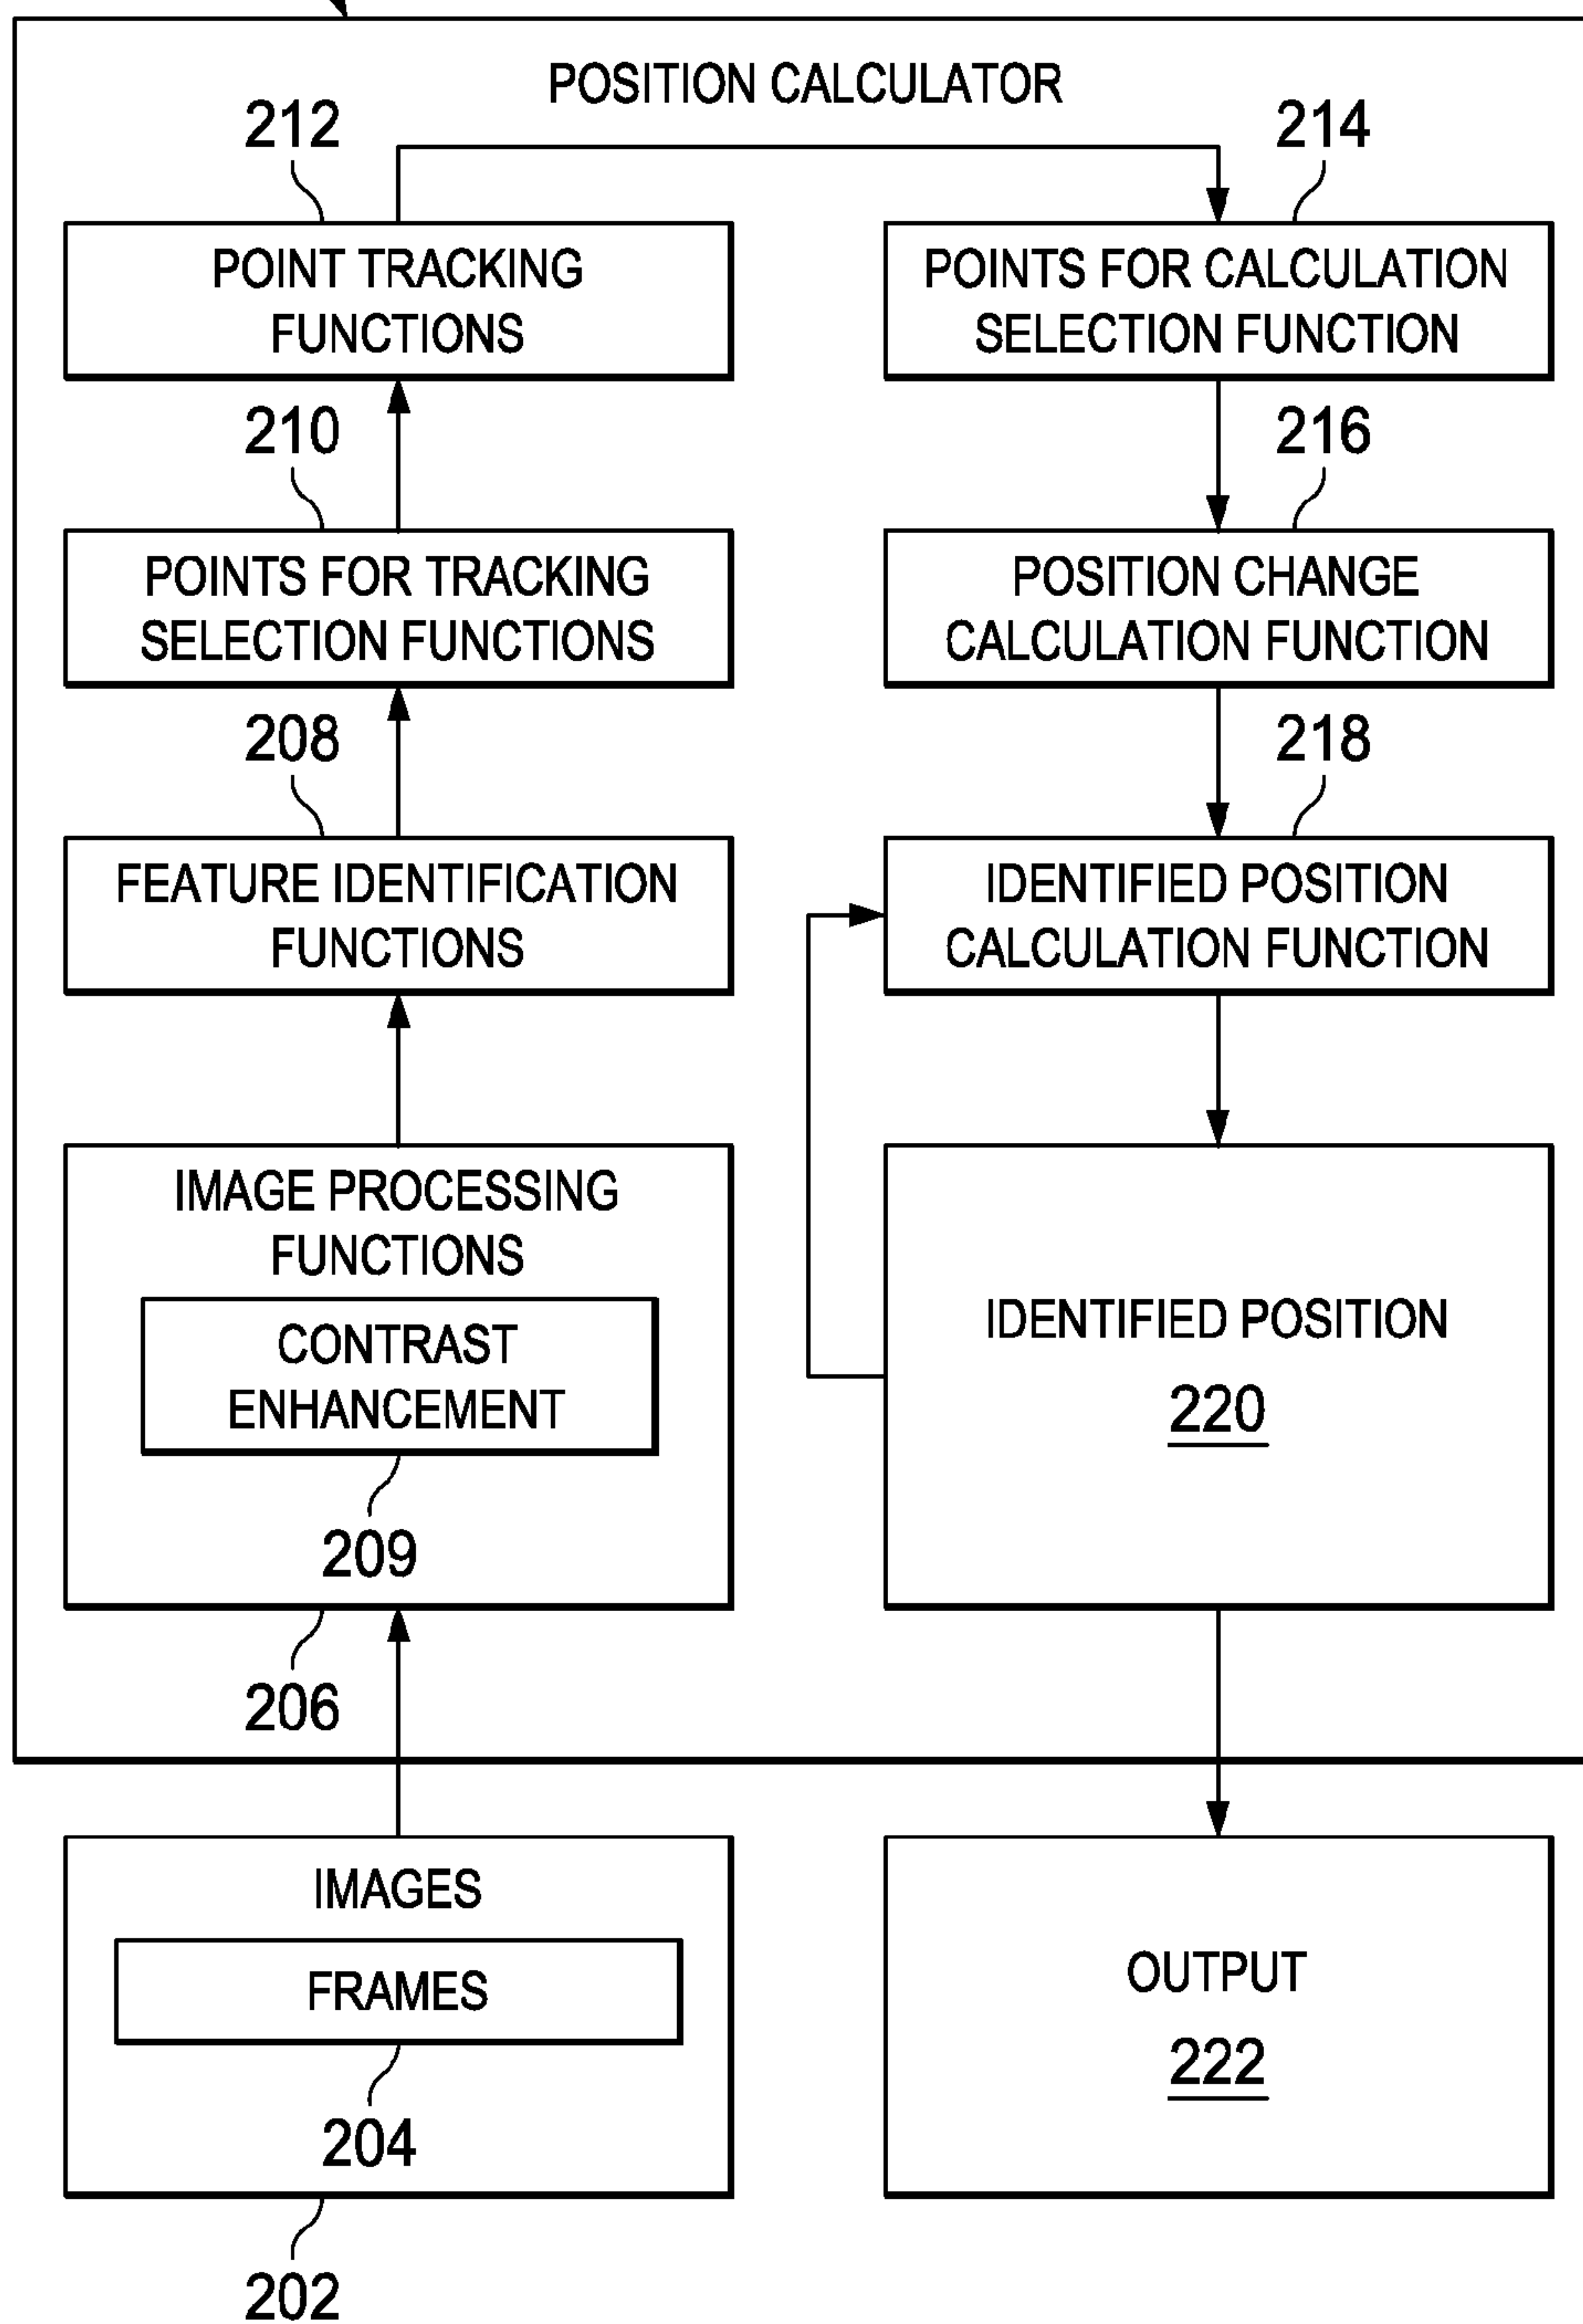 POSITION CALCULATOR
212
POINT TRACKING
FUNCTIONS
210
POINTS FOR TRACKING
SELECTION FUNCTIONS
208
FEATURE IDENTIFICATION
FUNCTIONS
IMAGE PROCESSING
FUNCTIONS
CONTRAST
ENHANCEMENT
209
206
214
POINTS FOR CALCULATION
SELECTION FUNCTION
216
POSITION CHANGE
CALCULATION FUNCTION
218
IDENTIFIED POSITION
CALCULATION FUNCTION
IDENTIFIED POSITION
220
IMAGES
FRAMES
204
202
OUTPUT
222